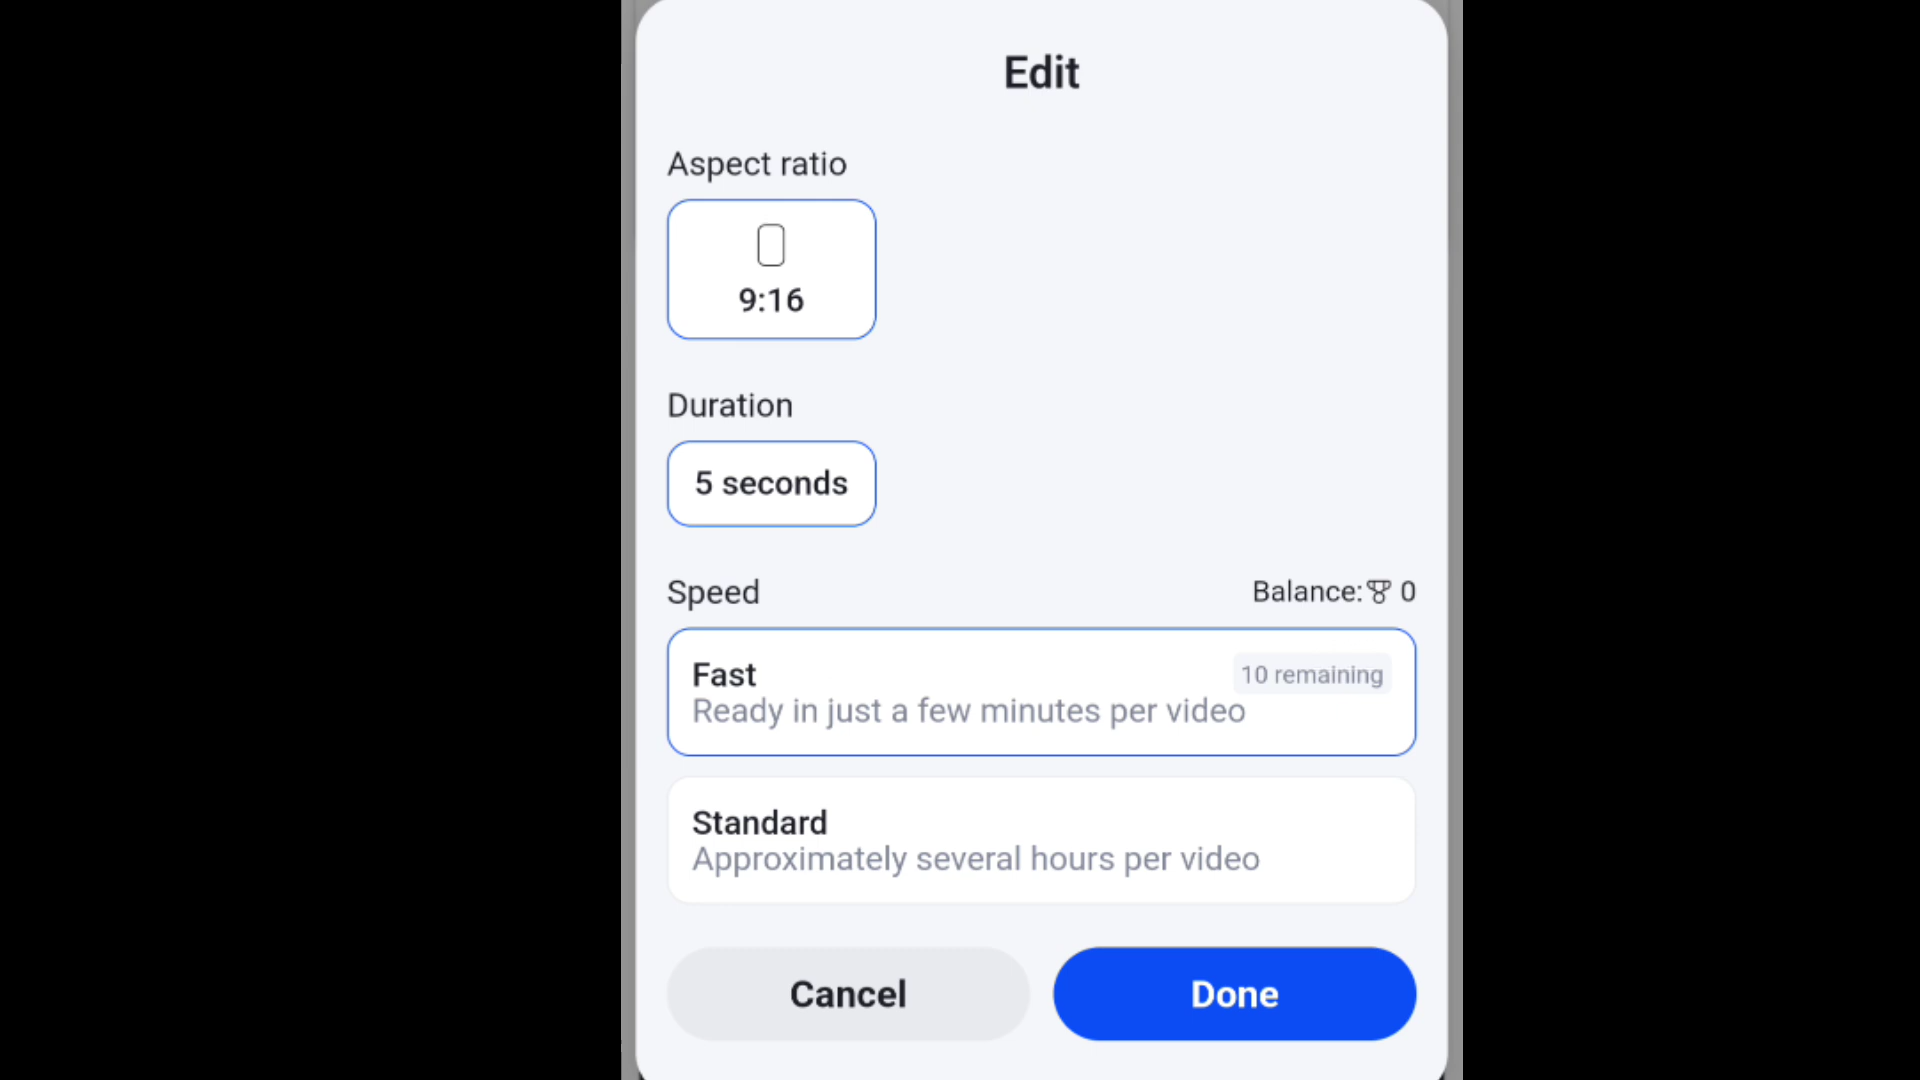 Edit
Aspect ratio
9:16
Duration
5 seconds
Speed
Balance: 0
Fast
10 remaining
Ready in just a few minutes per video
Standard
Approximately several hours per video
Cancel
Done